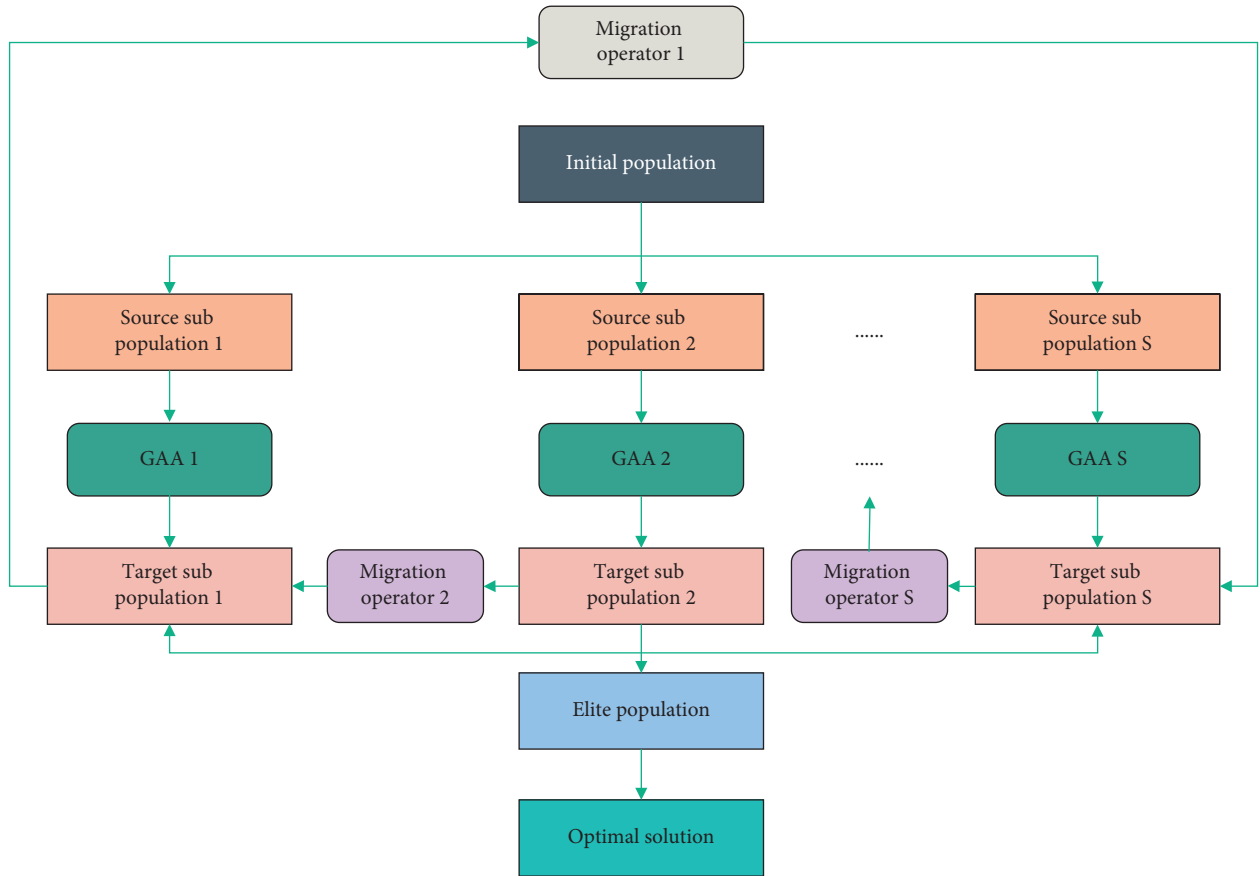 Migration
operator 1
Initial population
Source sub
population 1
Source sub
population 2
......
Source sub
population S
GAA 1
GAA 2
......
GAA S
Target sub
population 1
Migration
operator 2
Target sub
population 2
Migration
operator S
Target sub
population S
Elite population
Optimal solution